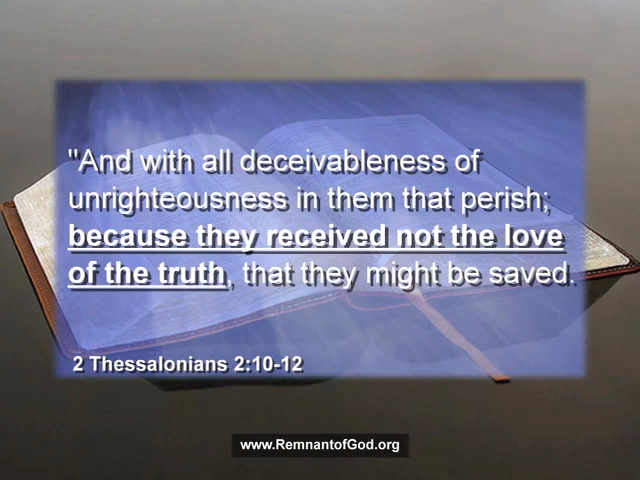 "And with all deceivableness of
unrighteousness in them that perish;
because they received not the love
of the truth, that they might be saved.
2 Thessalonians 2:10-12
www.RemnantofGod.org